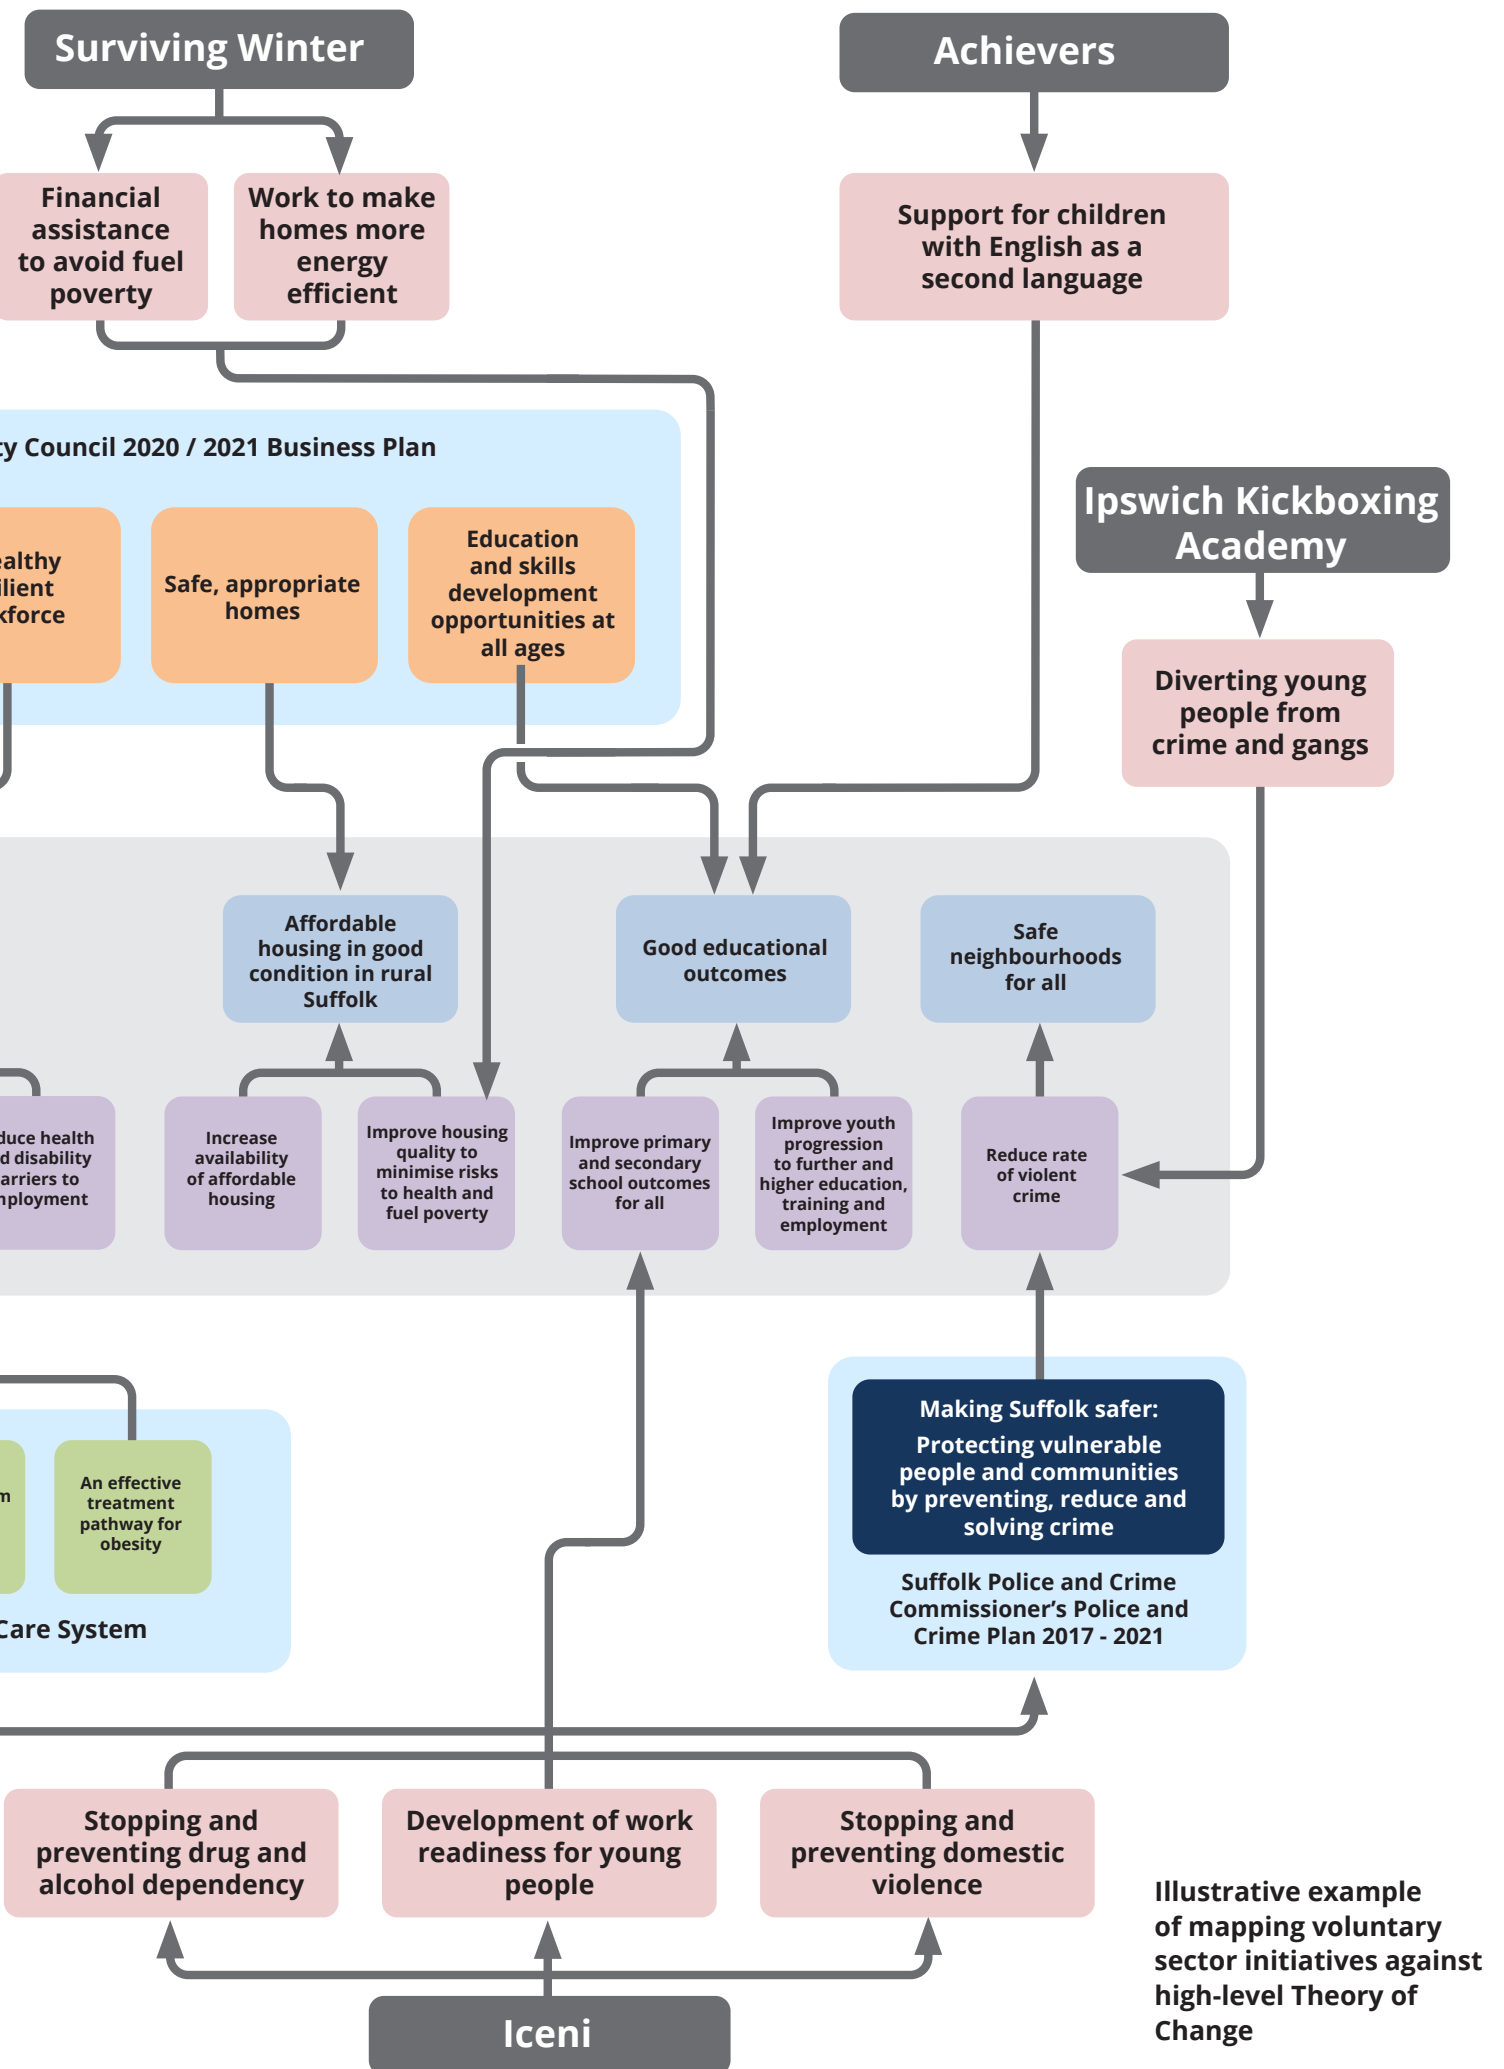 Surviving Winter
Achievers
Financial
assistance
to avoid fuel
poverty
Work to make
homes more
energy
efficient
Support for children
with English as a
second language
ty Council 2020 / 2021 Business Plan
Ipswich Kickboxing
Academy
ealthy
ilient
kforce
Safe, appropriate
homes
Education
and skills
development
opportunities at
all ages
Diverting young
people from
crime and gangs
Affordable
housing in good
condition in rural
Suffolk
Good educational
outcomes
Safe
neighbourhoods
for all
duce health
d disability
arriers to
mployment
Increase
availability
of affordable
housing
Improve housing
quality to
minimise risks
to health and
fuel poverty
Improve primary
and secondary
school outcomes
for all
Improve youth
progression
to further and
higher education,
training and
employment
Reduce rate
of violent
crime
m
An effective
treatment
pathway for
obesity
Care System
Making Suffolk safer:
Protecting vulnerable
people and communities
by preventing, reduce and
solving crime
Suffolk Police and Crime
Commissioner’s Police and
Crime Plan 2017 - 2021
Stopping and
preventing drug and
alcohol dependency
Development of work
readiness for young
people
Stopping and
preventing domestic
violence
Iceni
Illustrative example
of mapping voluntary
sector initiatives against
high-level Theory of
Change